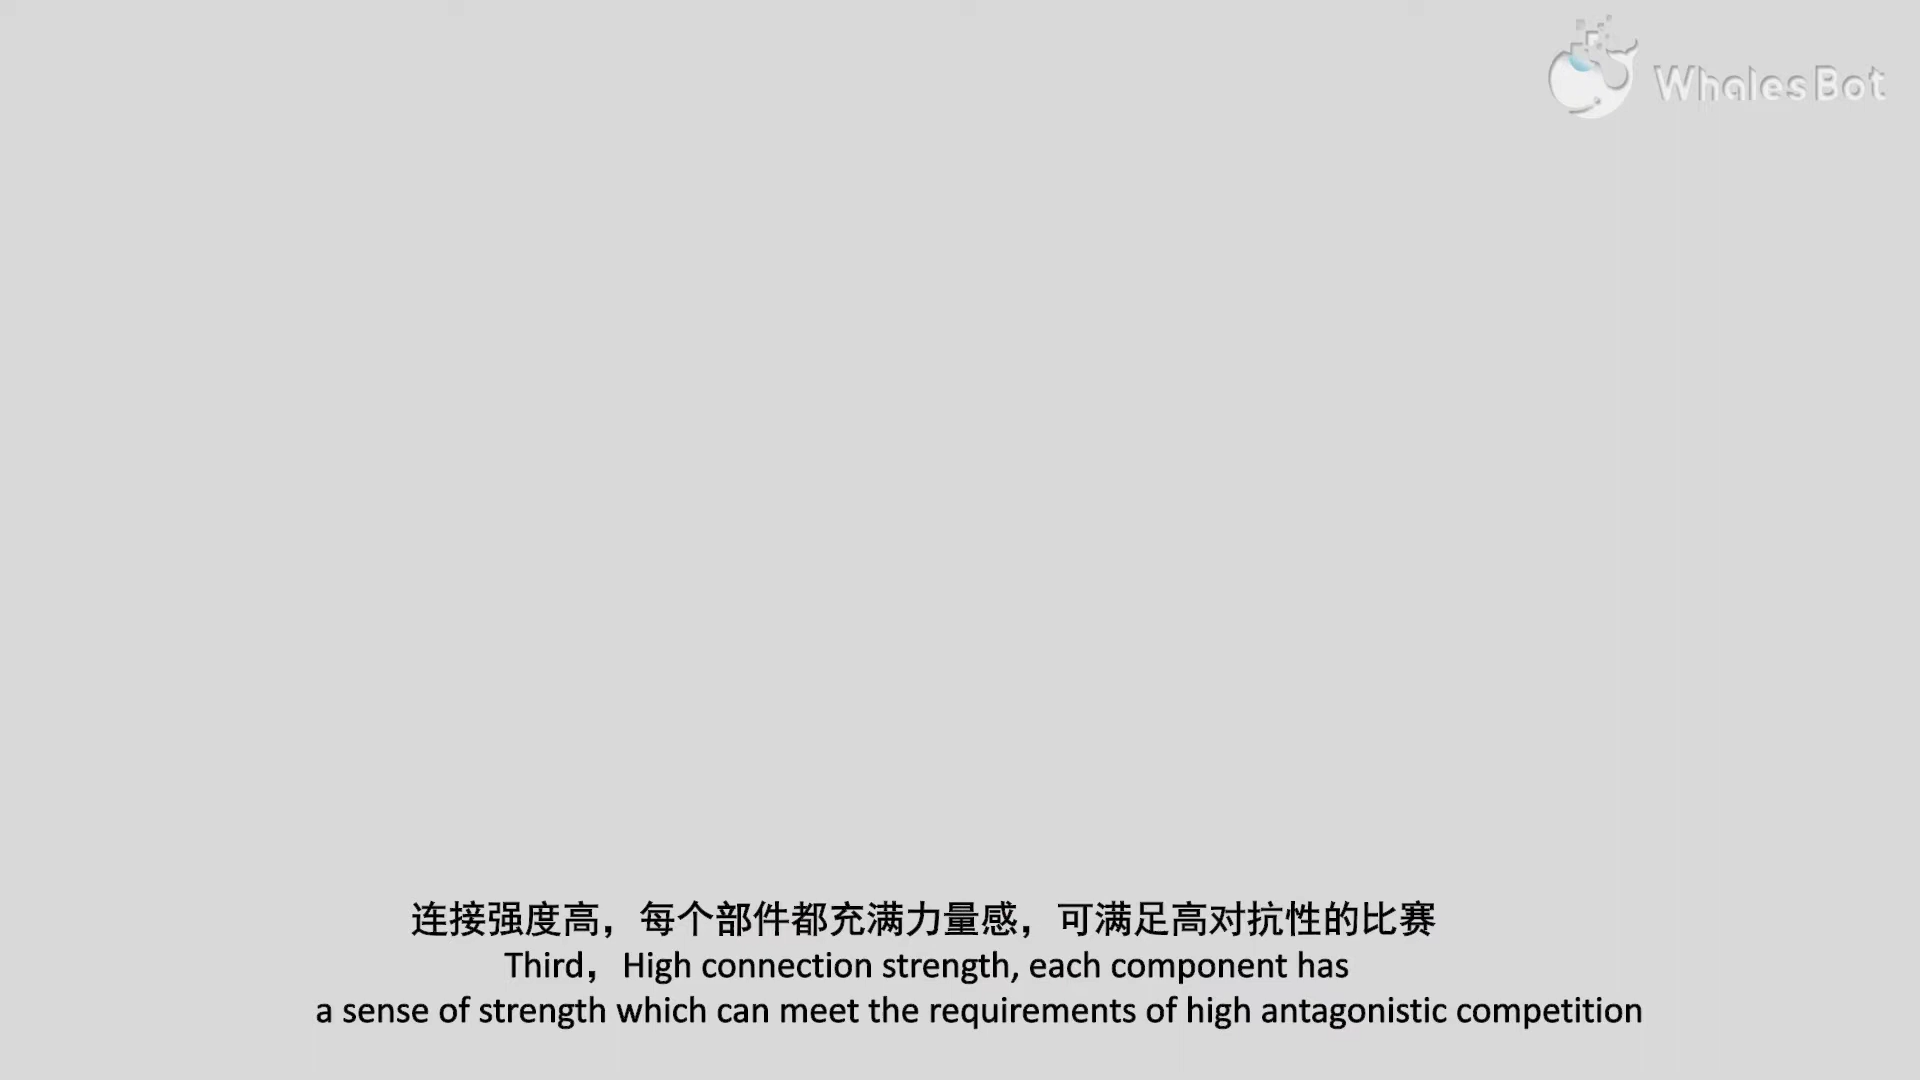 WhalesBot
连接强度高，每个部件都充满力量感，可满足高对抗性的比赛
Third，High connection strength, each component has
a sense of strength which can meet the requirements of high antagonistic competition